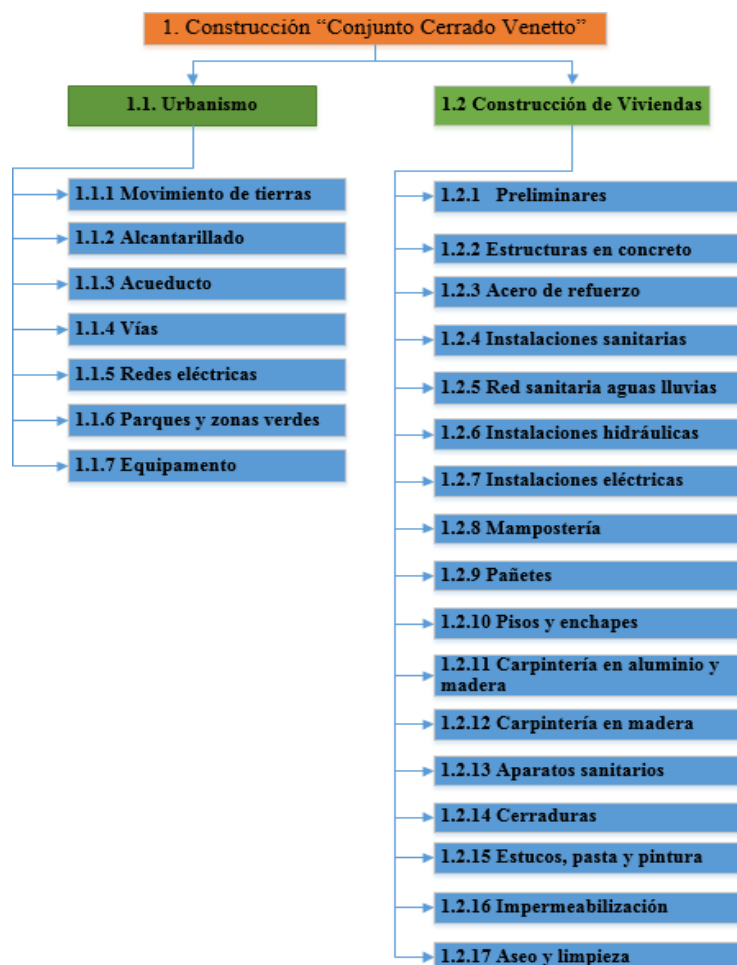 1. Construcción “Conjunto Cerrado Venetto”
1.1. Urbanismo
1.1.1 Movimiento de tierras
1.1.2 Alcantarillado
1.1.3 Acueducto
1.1.4 Vías
1.1.5 Redes eléctricas
1.1.6 Parques y zonas verdes
1.1.7 Equipamento
1.2 Construcción de Viviendas
1.2.1 Preliminares
1.2.2 Estructuras en concreto
1.2.3 Acero de refuerzo
1.2.4 Instalaciones sanitarias
1.2.5 Red sanitaria aguas lluvias
1.2.6 Instalaciones hidráulicas
1.2.7 Instalaciones eléctricas
1.2.8 Mampostería
1.2.9 Pañetes
1.2.10 Pisos y enchapes
1.2.11 Carpintería en aluminio y
madera
1.2.12 Carpintería en madera
1.2.13 Aparatos sanitarios
1.2.14 Cerraduras
1.2.15 Estucos, pasta y pintura
1.2.16 Impermeabilización
1.2.17 Aseo y limpieza